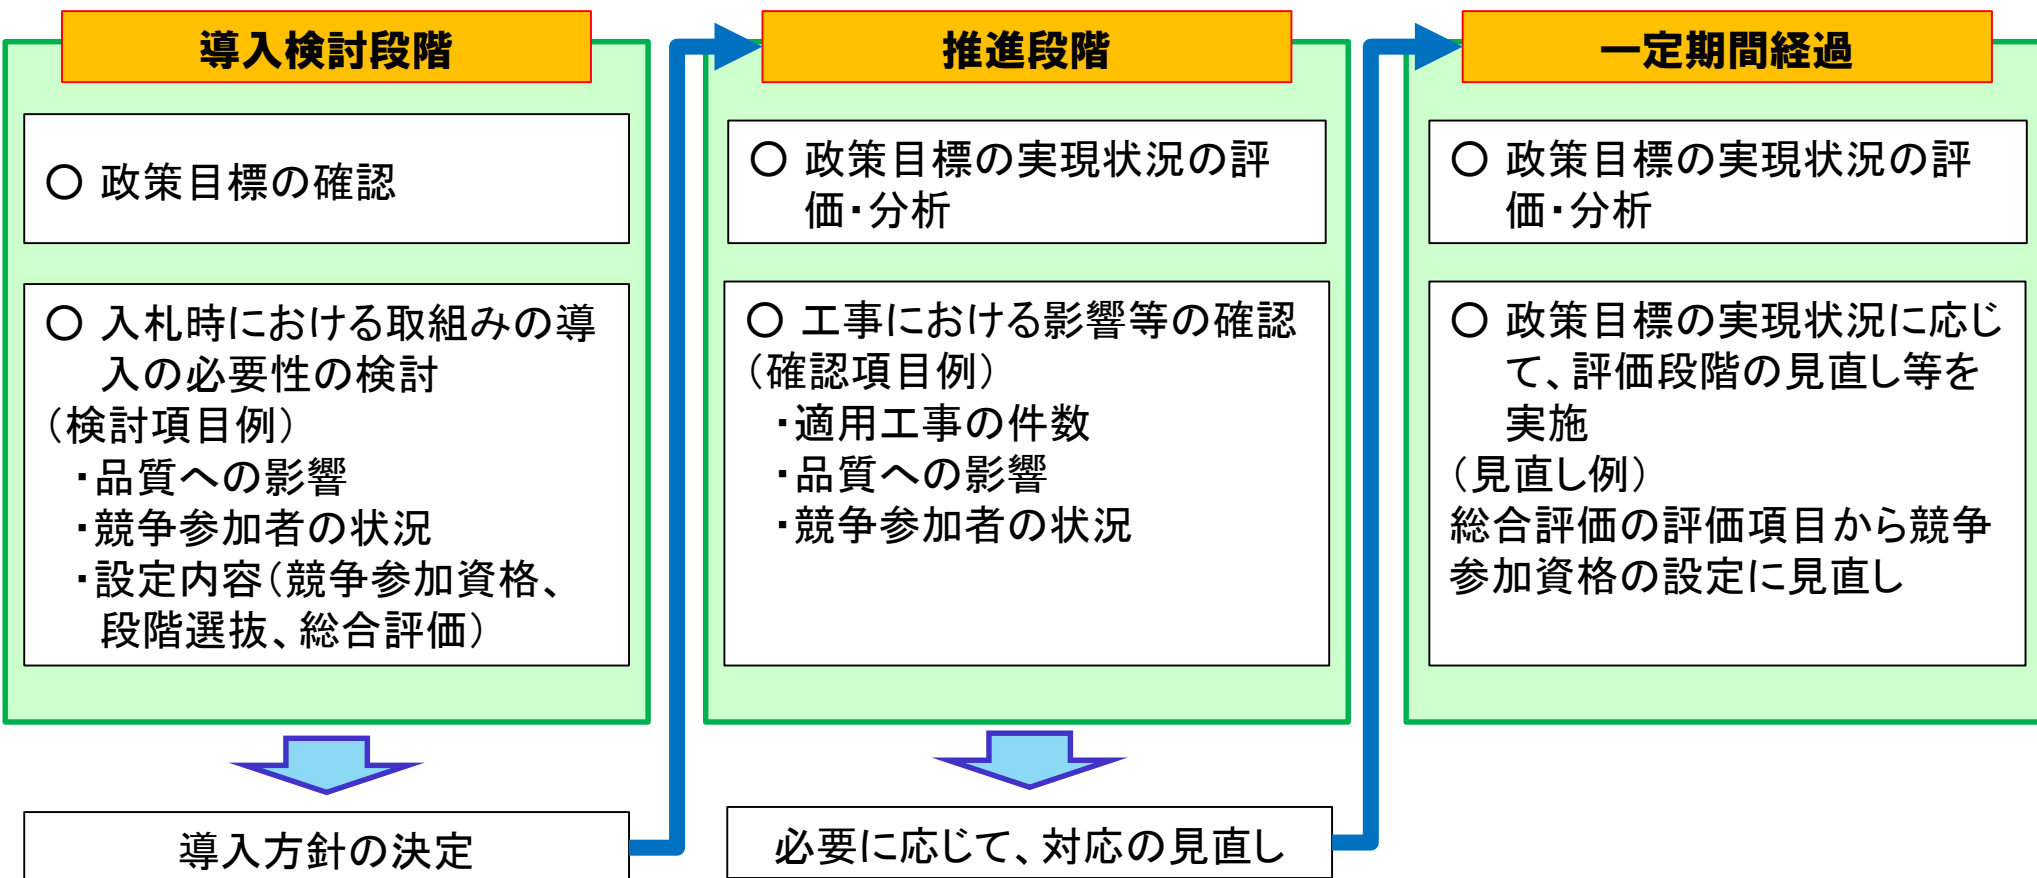 導入検討段階
〇 政策目標の確認
〇 入札時における取組みの導
入の必要性の検討
（検討項目例）
・品質への影響
・競争参加者の状況
・設定内容（競争参加資格、
段階選抜、総合評価）
導入方針の決定
推進段階
〇 政策目標の実現状況の評
価・分析
〇 工事における影響等の確認
（確認項目例）
・適用工事の件数
・品質への影響
・競争参加者の状況
必要に応じて、対応の見直し
一定期間経過
〇 政策目標の実現状況の評
価・分析
〇 政策目標の実現状況に応じ
て、評価段階の見直し等を
実施
（見直し例）
総合評価の評価項目から競争
参加資格の設定に見直し